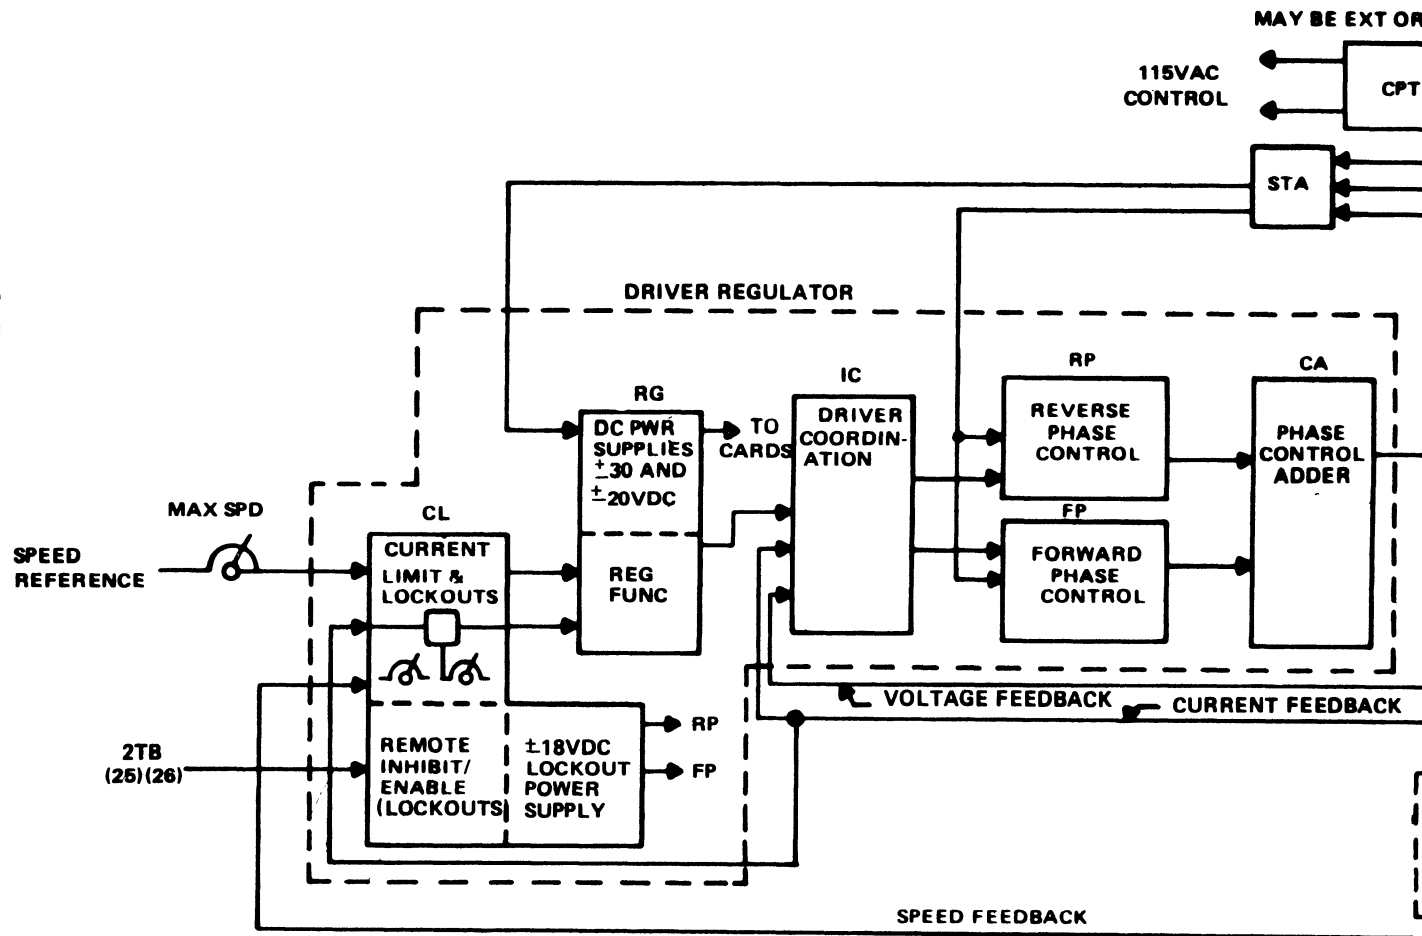 MAY BE EXT OR
115VAC
CONTROL
CPT
STA
DRIVER REGULATOR
RP
CA
IC
RG
DC PWR
SUPPLIES
±30 AND
±20VDC
TO
CARDS
DRIVER
COORDIN-
ATION
REVERSE
PHASE
CONTROL
PHASE
CONTROL
ADDER
MAX SPD
CL
FP
SPEED
REFERENCE
CURRENT
LIMIT &
LOCKOUTS
REG
FUNC
FORWARD
PHASE
CONTROL
VOLTAGE FEEDBACK
CURRENT FEEDBACK
2TB
(25)(26)
REMOTE
INHIBIT/
ENABLE
(LOCKOUTS)
±18VDC
LOCKOUT
POWER
SUPPLY
RP
FP
SPEED FEEDBACK